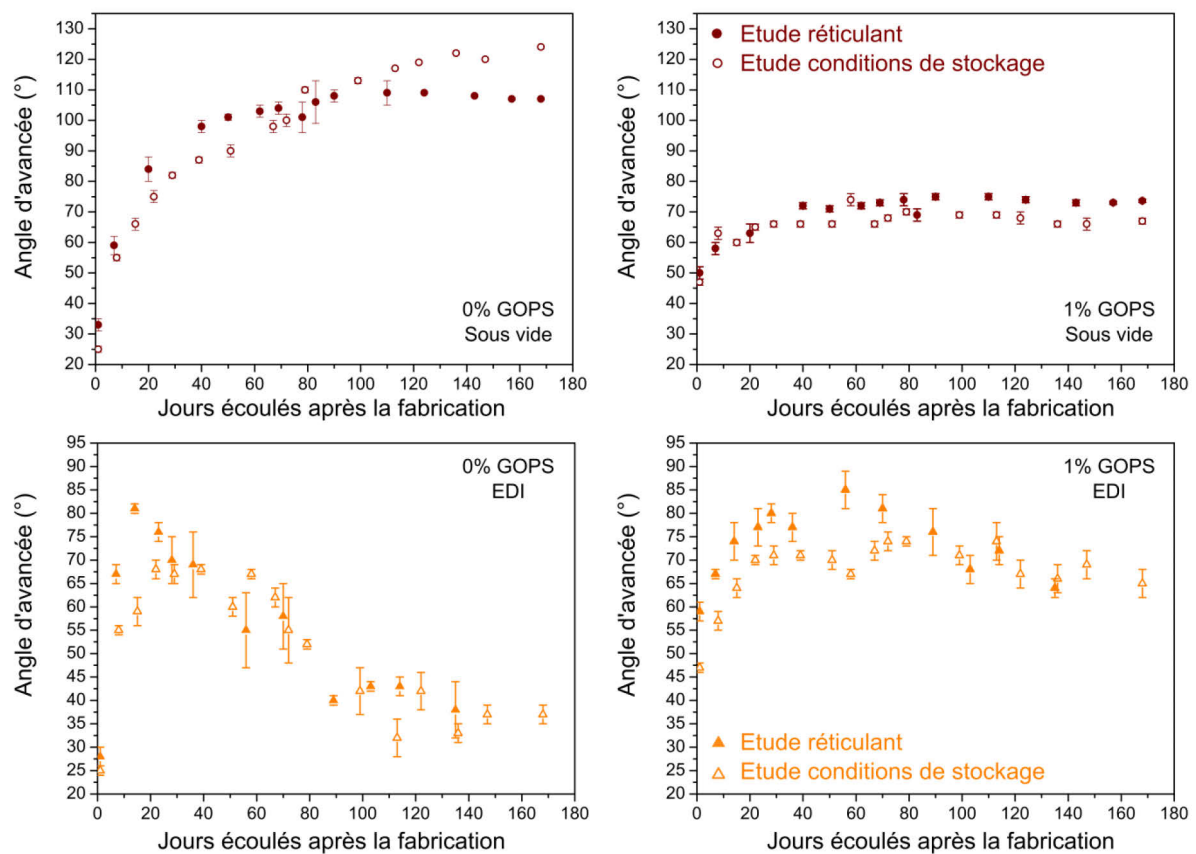 Angle d'avancée (°)
130
120
110
100
90
80
70
60
50
40
30
20
0% GOPS
Sous vide
0 20 40 60 80 100 120 140 160 180
Jours écoulés après la fabrication
Angle d'avancée (°)
130
120
110
100
90
80
70
60
50
40
30
20
Etude réticulant
Etude conditions de stockage
1% GOPS
Sous vide
0 20 40 60 80 100 120 140 160 180
Jours écoulés après la fabrication
Angle d'avancée (°)
95
90
85
80
75
70
65
60
55
50
45
40
35
30
25
20
0% GOPS
EDI
0 20 40 60 80 100 120 140 160 180
Jours écoulés après la fabrication
Angle d'avancée (°)
95
90
85
80
75
70
65
60
55
50
45
40
35
30
25
20
1% GOPS
EDI
Etude réticulant
Etude conditions de stockage
0 20 40 60 80 100 120 140 160 180
Jours écoulés après la fabrication